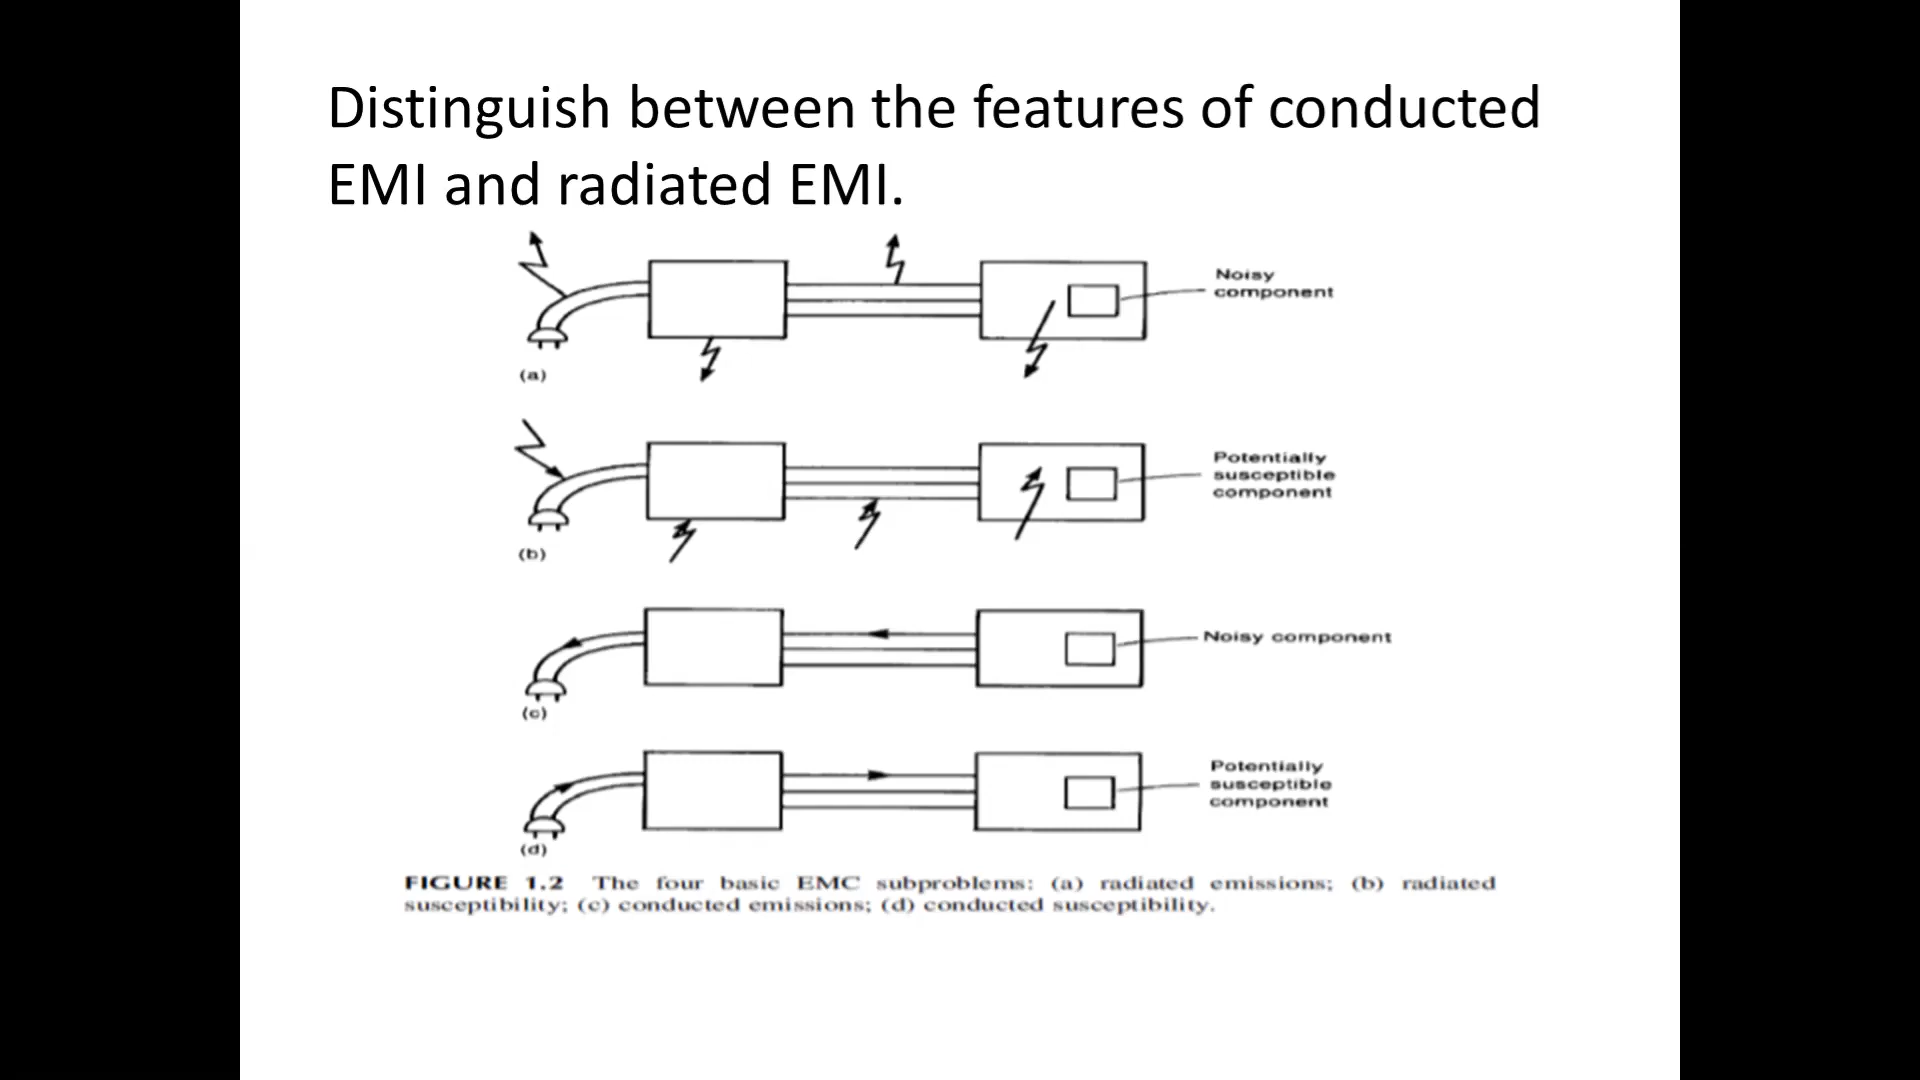 Distinguish between the features of conducted
EMI and radiated EMI.
Noisy
component
(a)
Potentially
susceptible
component
(b)
Noisy component
(c)
Potentially
susceptible
component
(d)
FIGURE 1.2 The four basic EMC subproblems: (a) radiated emissions; (b) radiated
susceptibility; (c) conducted emissions; (d) conducted susceptibility.